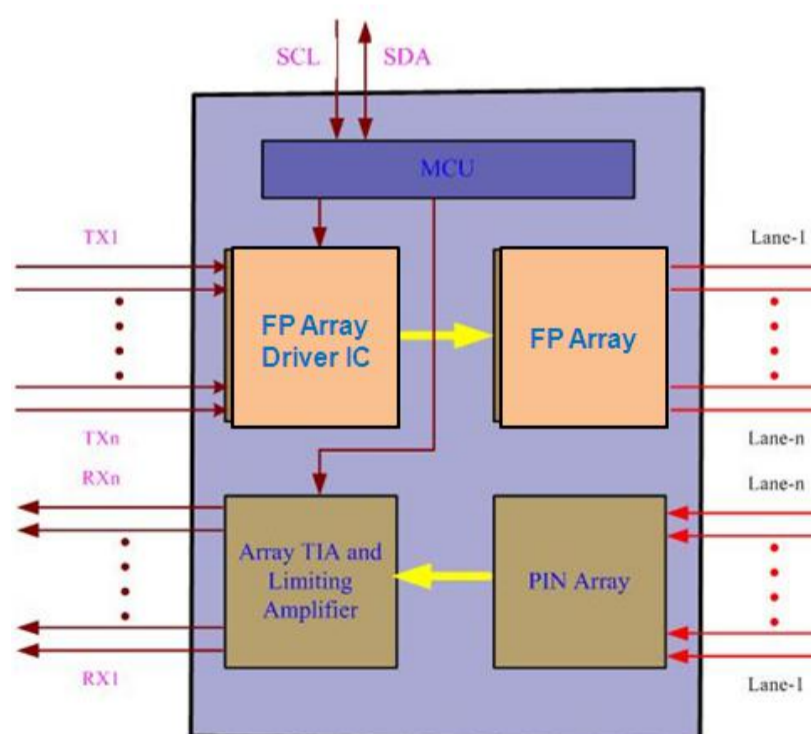 SCL
SDA
MCU
TX1
Lane-1
FP Array
Driver IC
FP Array
TXn
Lane-n
RXn
Lane-n
Array TIA and
Limiting
Amplifier
PIN Array
RX1
Lane-1